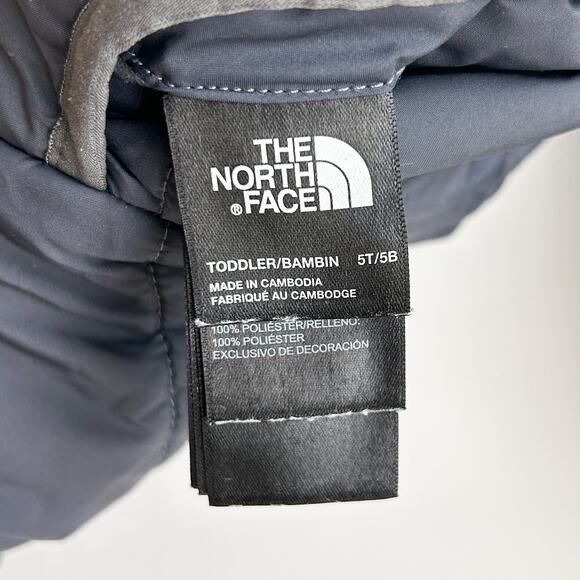 THE
NORTH
® FACE
TODDLER/BAMBIN 5T/5B
MADE IN CAMBODIA
FABRIQUÉ AU CAMBODGE
100% POLIÉSTER/RELLENO:
100% POLIÉSTER
EXCLUSIVO DE DECORACIÓN